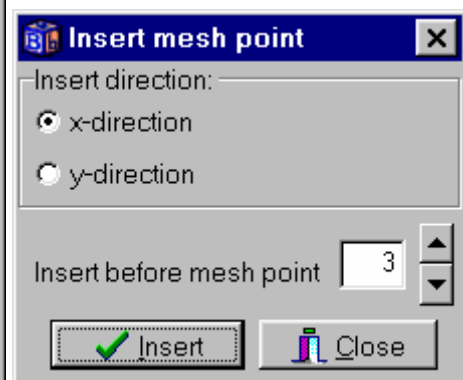 Insert mesh point
Insert direction:
x-direction
y-direction
Insert before mesh point 3
Insert Close